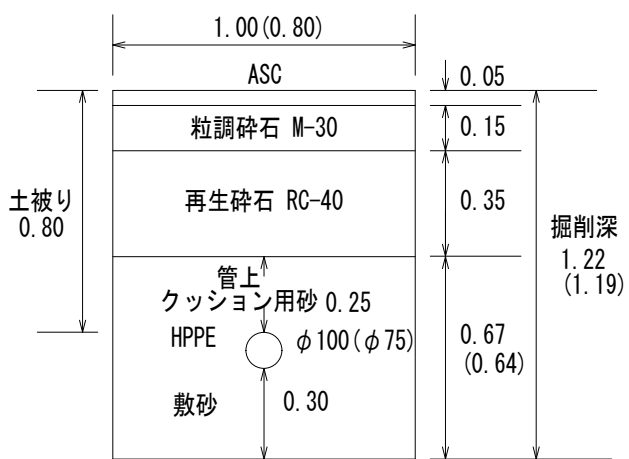 1.00(0.80)
ASC
0.05
粒調砕石 M-30
0.15
再生砕石 RC-40
0.35
土被り
0.80
掘削深
1.22
(1.19)
管上
クッション用砂 0.25
HPPE
φ100(φ75)
0.67
(0.64)
敷砂
0.30